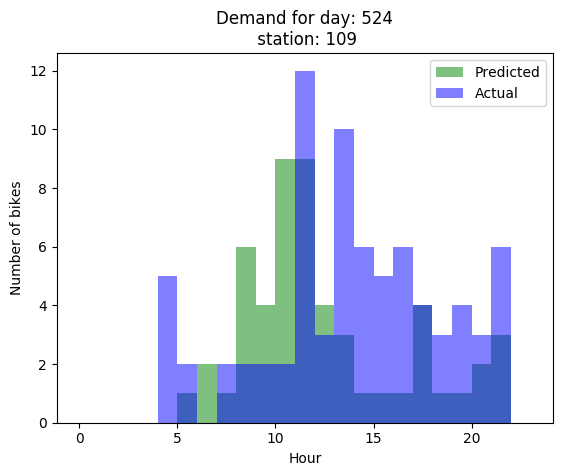 Demand for day: 524
station: 109
Predicted
Actual
12
10
8
6
4
2
0
Number of bikes
0 5 10 15 20
Hour